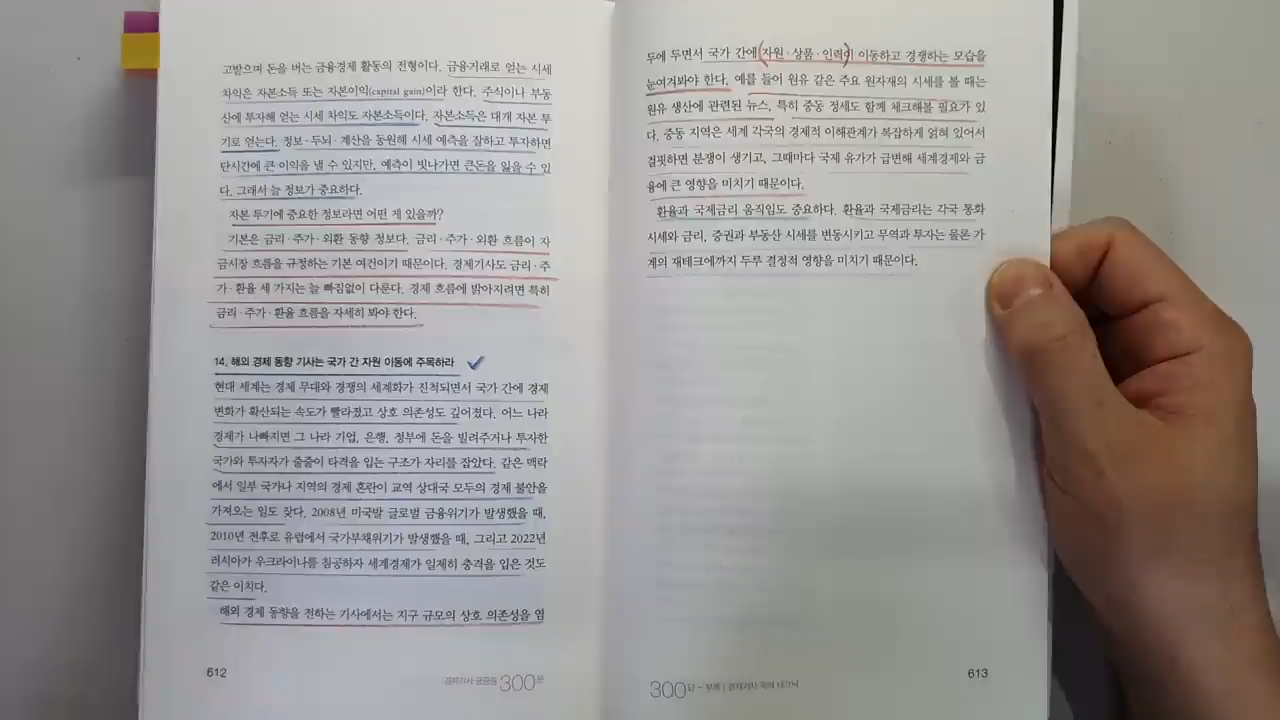 고받으며 돈을 버는 금융경제 활동의 전형이다. 금융거래로 얻는 시세
차익은 자본소득 또는 자본이익(capital gain)이라 한다. 주식이나 부동
산에 투자해 얻는 시세 차익도 자본소득이다. 자본소득은 대개 자본 투
기로 얻는다. 정보·두뇌·계산을 동원해 시세 예측을 잘하고 투자하면
단시간에 큰 이익을 낼 수 있지만, 예측이 빗나가면 큰돈을 잃을 수 있
다. 그래서 늘 정보가 중요하다.
자본 투기에 중요한 정보라면 어떤 게 있을까?
기본은 금리·주가·외환 동향 정보다. 금리·주가·외환 흐름이 자
금시장 흐름을 규정하는 기본 여건이기 때문이다. 경제기사도 금리·주
가·환율 세 가지는 늘 빠짐없이 다룬다. 경제 흐름에 밝아지려면 특히
금리·주가·환율 흐름을 자세히 봐야 한다.
14. 해외 경제 동향 기사는 국가 간 자원 이동에 주목하라
현대 세계는 경제 무대와 경쟁의 세계화가 진척되면서 국가 간에 경제
변화가 확산되는 속도가 빨라졌고 상호 의존성도 깊어졌다. 어느 나라
경제가 나빠지면 그 나라 기업, 은행, 정부에 돈을 빌려주거나 투자한
국가와 투자자가 줄줄이 타격을 입는 구조가 자리를 잡았다. 같은 맥락
에서 일부 국가나 지역의 경제 혼란이 교역 상대국 모두의 경제 불안을
가져오는 일도 잦다. 2008년 미국발 글로벌 금융위기가 발생했을 때,
2010년 전후로 유럽에서 국가부채위기가 발생했을 때, 그리고 2022년
러시아가 우크라이나를 침공하자 세계경제가 일제히 충격을 입은 것도
같은 이치다.
해외 경제 동향을 전하는 기사에서는 지구 규모의 상호 의존성을 염
612
경제기사 궁금증 300문
두에 두면서 국가 간에 (자원·상품·인력)이 이동하고 경쟁하는 모습을
눈여겨봐야 한다. 예를 들어 원유 같은 주요 원자재의 시세를 볼 때는
원유 생산에 관련된 뉴스, 특히 중동 정세도 함께 체크해볼 필요가 있
다. 중동 지역은 세계 각국의 경제적 이해관계가 복잡하게 얽혀 있어서
걸핏하면 분쟁이 생기고, 그때마다 국제 유가가 급변해 세계경제와 금
융에 큰 영향을 미치기 때문이다.
환율과 국제금리 움직임도 중요하다. 환율과 국제금리는 각국 통화
시세와 금리, 증권과 부동산 시세를 변동시키고 무역과 투자는 물론 가
계의 재테크에까지 두루 결정적 영향을 미치기 때문이다.
300답 - 부록 | 경제기사 독해 테크닉
613